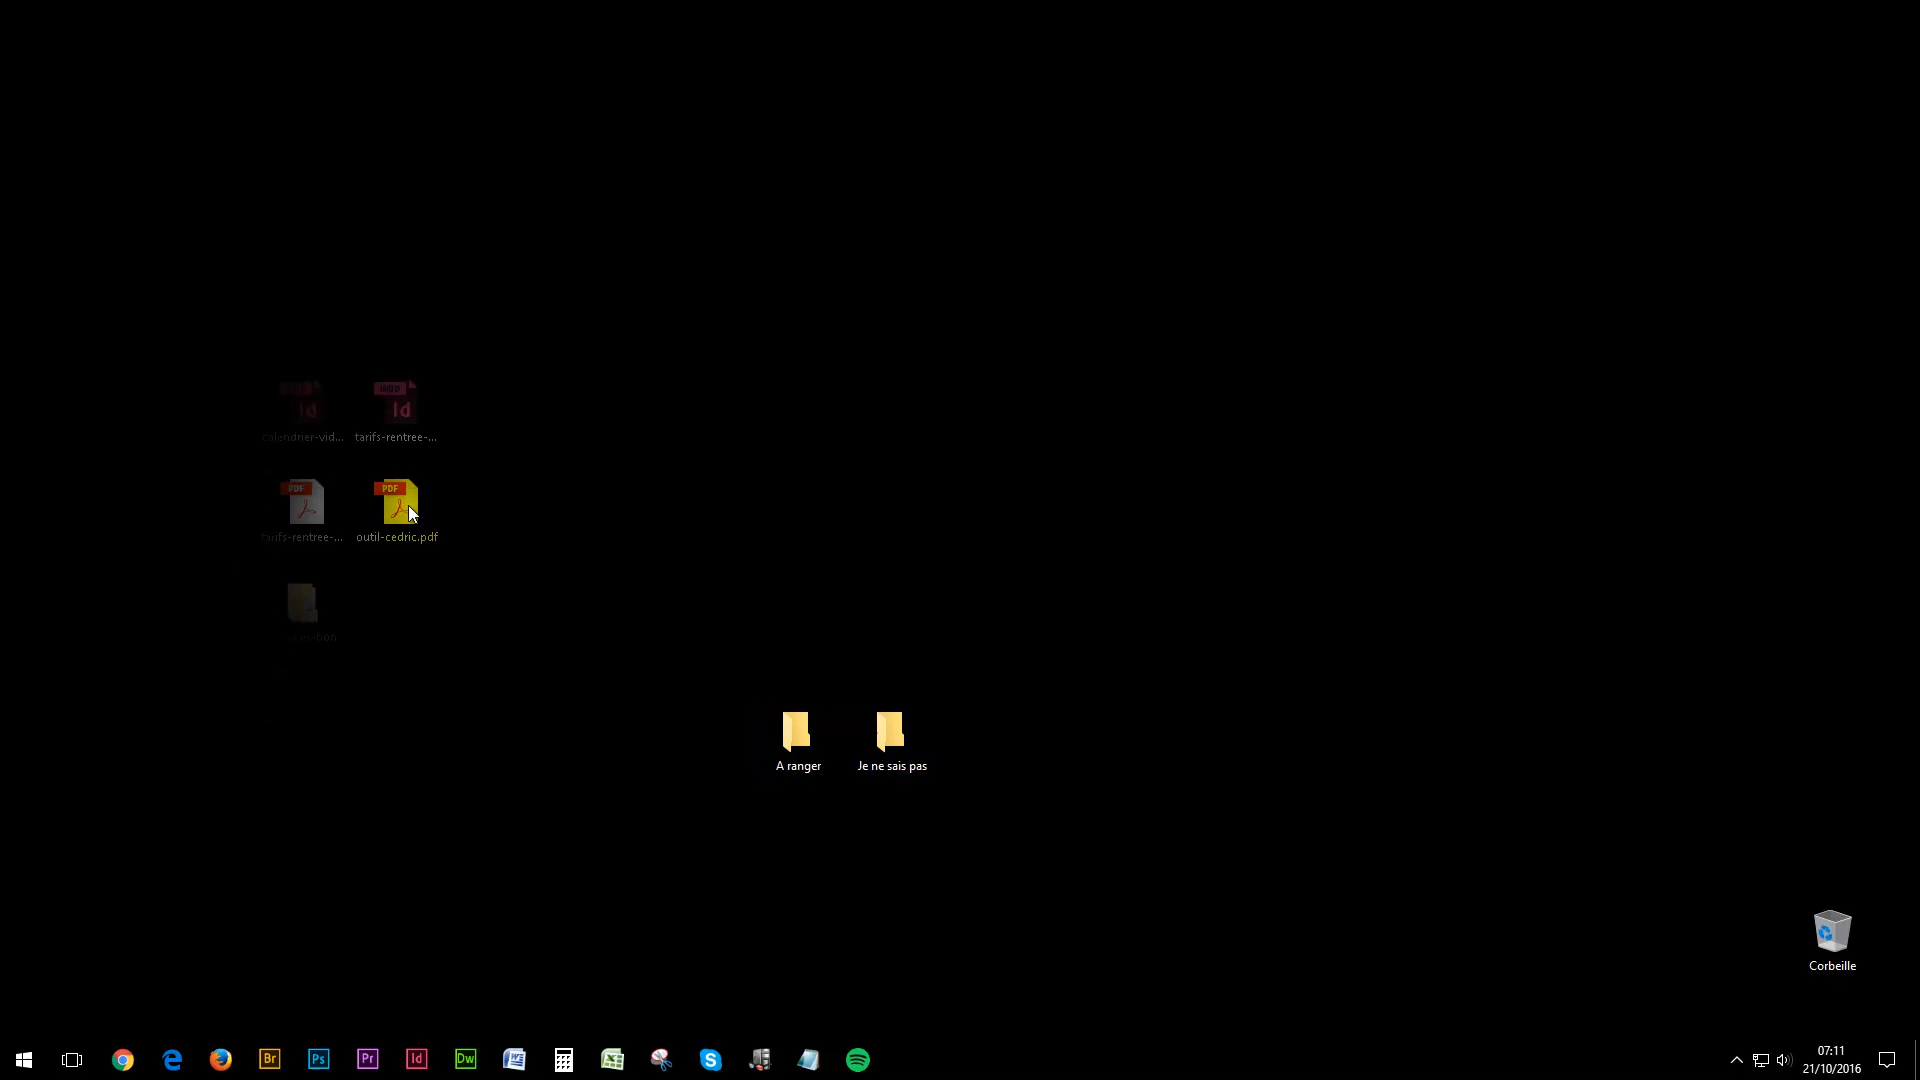 INDD
Id
tarifs-rentree-...
calendrier-vid...
PDF
PDF
tarifs-rentree-...
outil-cedric.pdf
A ranger
Je ne sais pas
Corbeille
Br
Ps
Pr
Id
Dw
07:11
21/10/2016